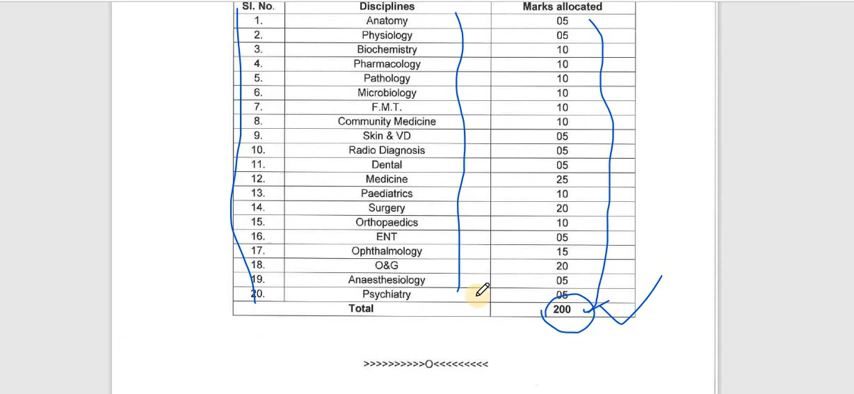 Sl. No. Disciplines Marks allocated
1. Anatomy 05
2. Physiology 05
3. Biochemistry 10
4. Pharmacology 10
5. Pathology 10
6. Microbiology 10
7. F.M.T. 10
8. Community Medicine 10
9. Skin & VD 05
10. Radio Diagnosis 05
11. Dental 05
12. Medicine 25
13. Paediatrics 10
14. Surgery 20
15. Orthopaedics 10
16. ENT 05
17. Ophthalmology 15
18. O&G 20
19. Anaesthesiology 05
20. Psychiatry 05
Total 200
>>>>>>>>>>O<<<<<<<<<